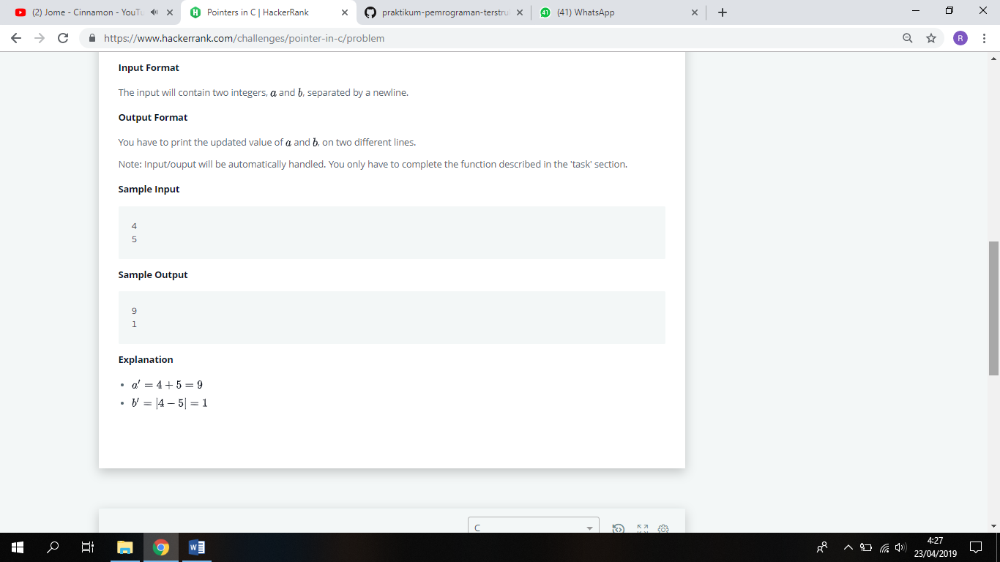 (2) Jome - Cinnamon - YouTu
Pointers in C | HackerRank
praktikum-pemrograman-terstru
41
(41) WhatsApp
https://www.hackerrank.com/challenges/pointer-in-c/problem
R
Input Format
The input will contain two integers, a and b, separated by a newline.
Output Format
You have to print the updated value of a and b, on two different lines.
Note: Input/ouput will be automatically handled. You only have to complete the function described in the 'task' section.
Sample Input
4
5
Sample Output
9
1
Explanation
• a′ = 4 + 5 = 9
• b′ = |4 − 5| = 1
C
4:27
23/04/2019